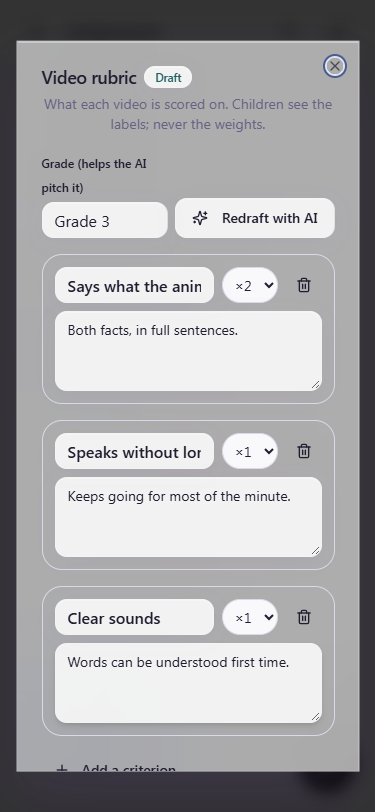 Video rubric Draft
What each video is scored on. Children see the
labels; never the weights.
Grade (helps the AI
pitch it)
Grade 3
Redraft with AI
Says what the anin
×2
Both facts, in full sentences.
Speaks without lor
×1
Keeps going for most of the minute.
Clear sounds
×1
Words can be understood first time.
+ Add a criterion